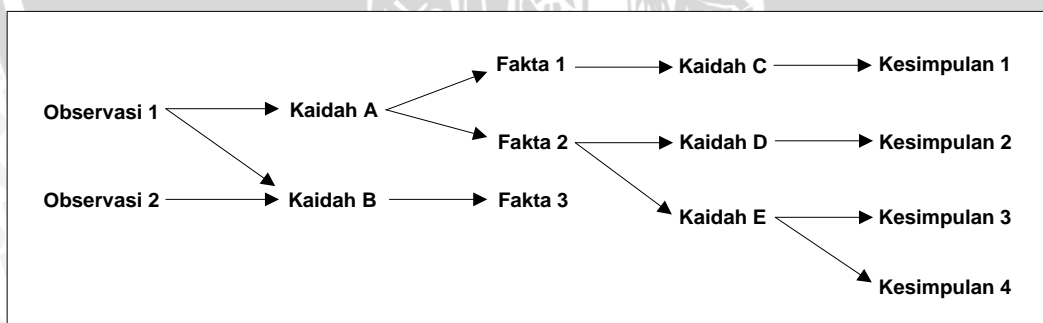 Fakta 1
Kaidah C
Kesimpulan 1
Observasi 1
Kaidah A
Fakta 2
Kaidah D
Kesimpulan 2
Observasi 2
Kaidah B
Fakta 3
Kaidah E
Kesimpulan 3
Kesimpulan 4